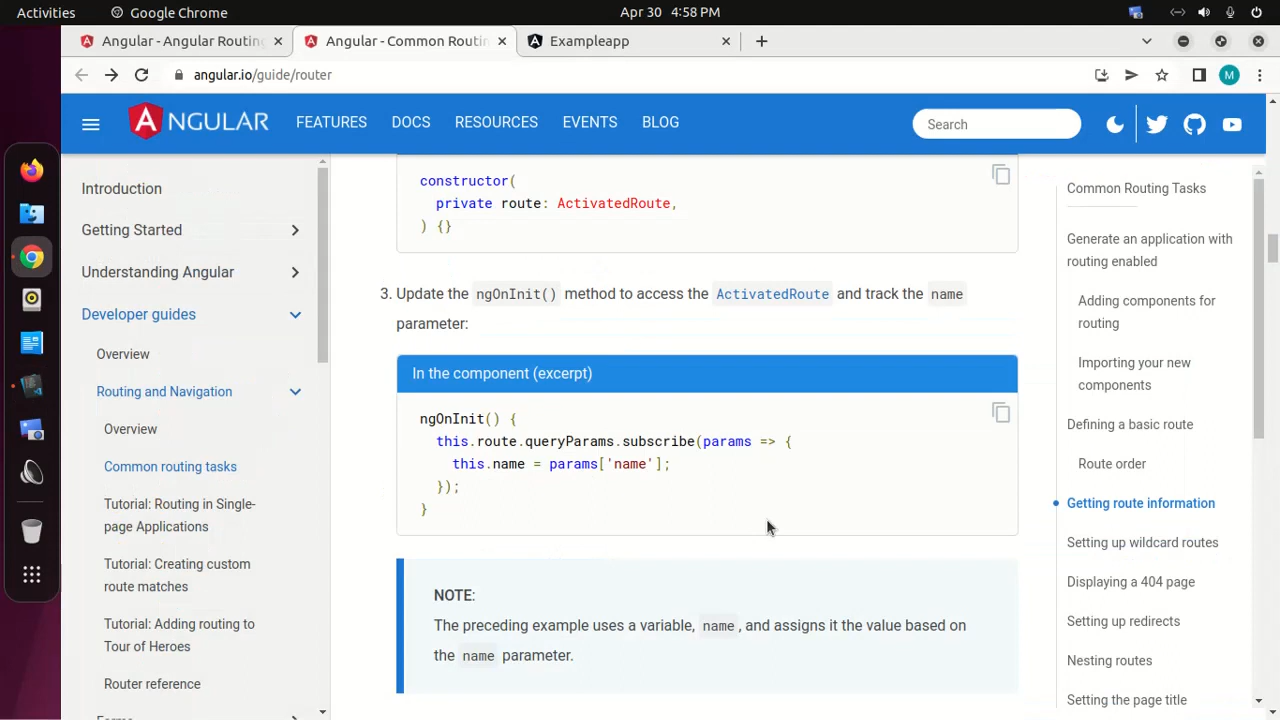 Activities
Google Chrome
Apr 30 4:58 PM
Angular - Angular Routing
Angular - Common Routin
Exampleapp
angular.io/guide/router
M
ANGULAR
FEATURES
DOCS
RESOURCES
EVENTS
BLOG
Search
Introduction
Getting Started
Understanding Angular
Developer guides
Overview
Routing and Navigation
Overview
Common routing tasks
Tutorial: Routing in Single-
page Applications
Tutorial: Creating custom
route matches
Tutorial: Adding routing to
Tour of Heroes
Router reference
constructor(
private route: ActivatedRoute,
) {}
3. Update the ngOnInit() method to access the ActivatedRoute and track the name
parameter:
In the component (excerpt)
ngOnInit() {
this.route.queryParams.subscribe(params => {
this.name = params['name'];
});
}
NOTE:
The preceding example uses a variable, name, and assigns it the value based on
the name parameter.
Common Routing Tasks
Generate an application with
routing enabled
Adding components for
routing
Importing your new
components
Defining a basic route
Route order
Getting route information
Setting up wildcard routes
Displaying a 404 page
Setting up redirects
Nesting routes
Setting the page title